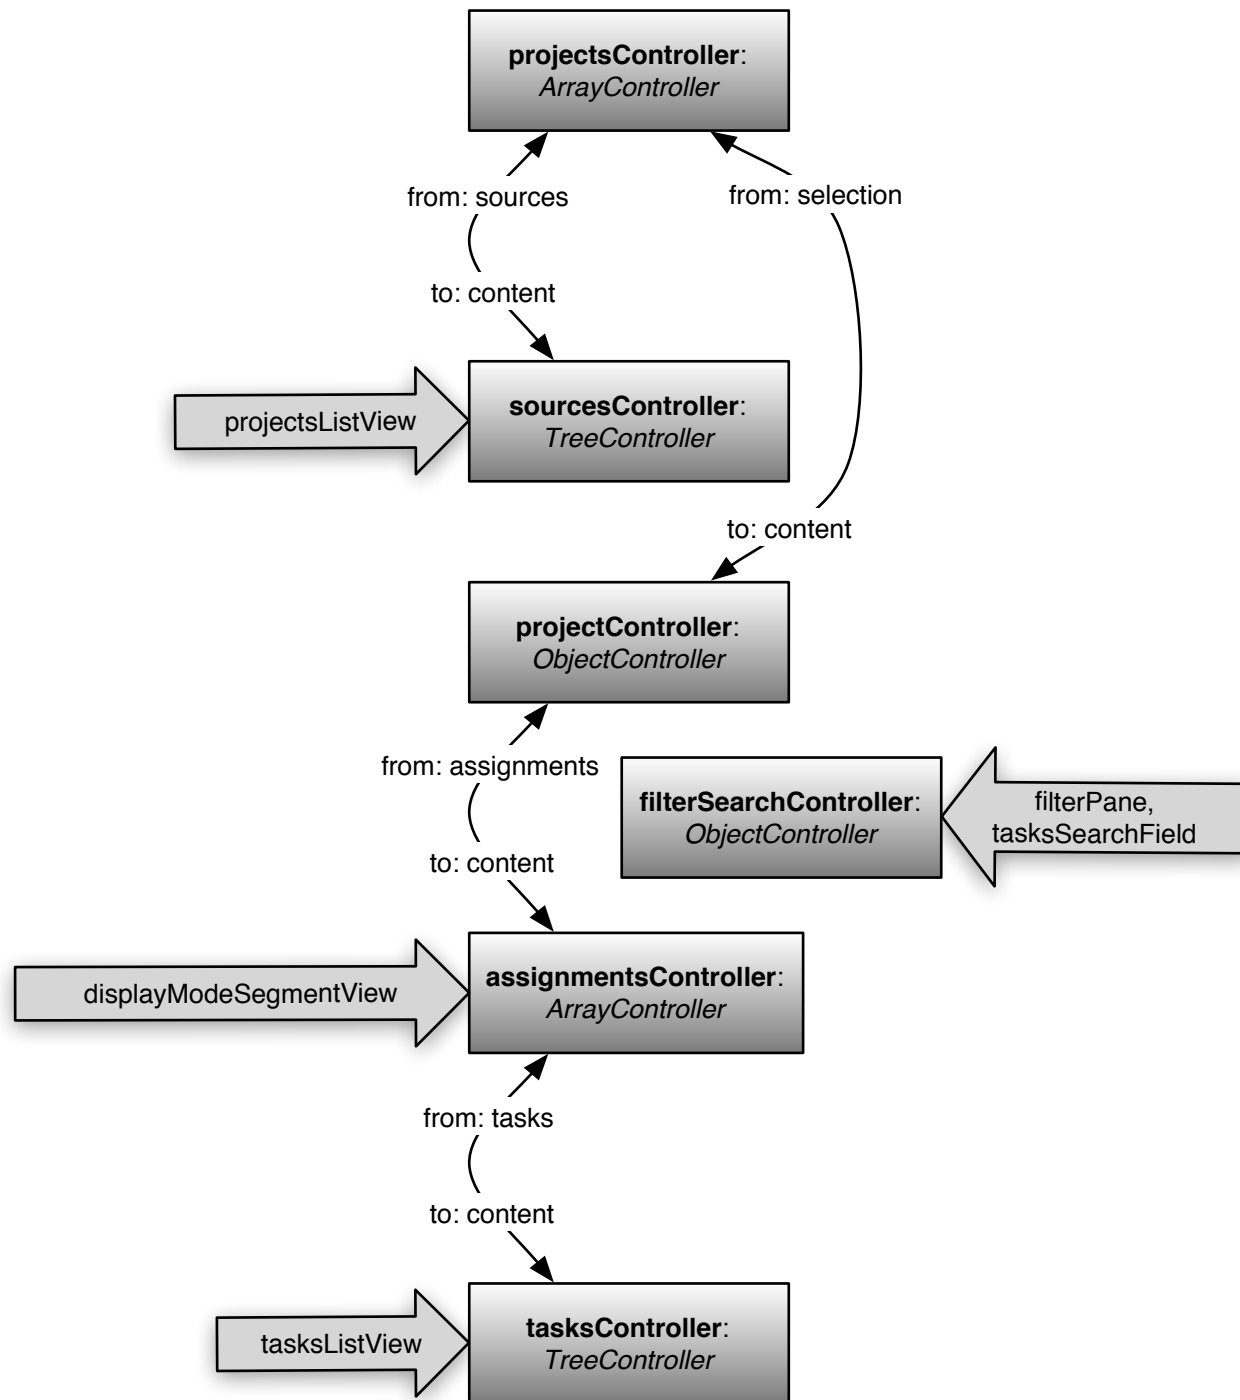 projectsController:
ArrayController
from: sources
from: selection
to: content
projectsListView
sourcesController:
TreeController
to: content
projectController:
ObjectController
from: assignments
filterSearchController:
ObjectController
filterPane,
tasksSearchField
to: content
displayModeSegmentView
assignmentsController:
ArrayController
from: tasks
to: content
tasksListView
tasksController:
TreeController